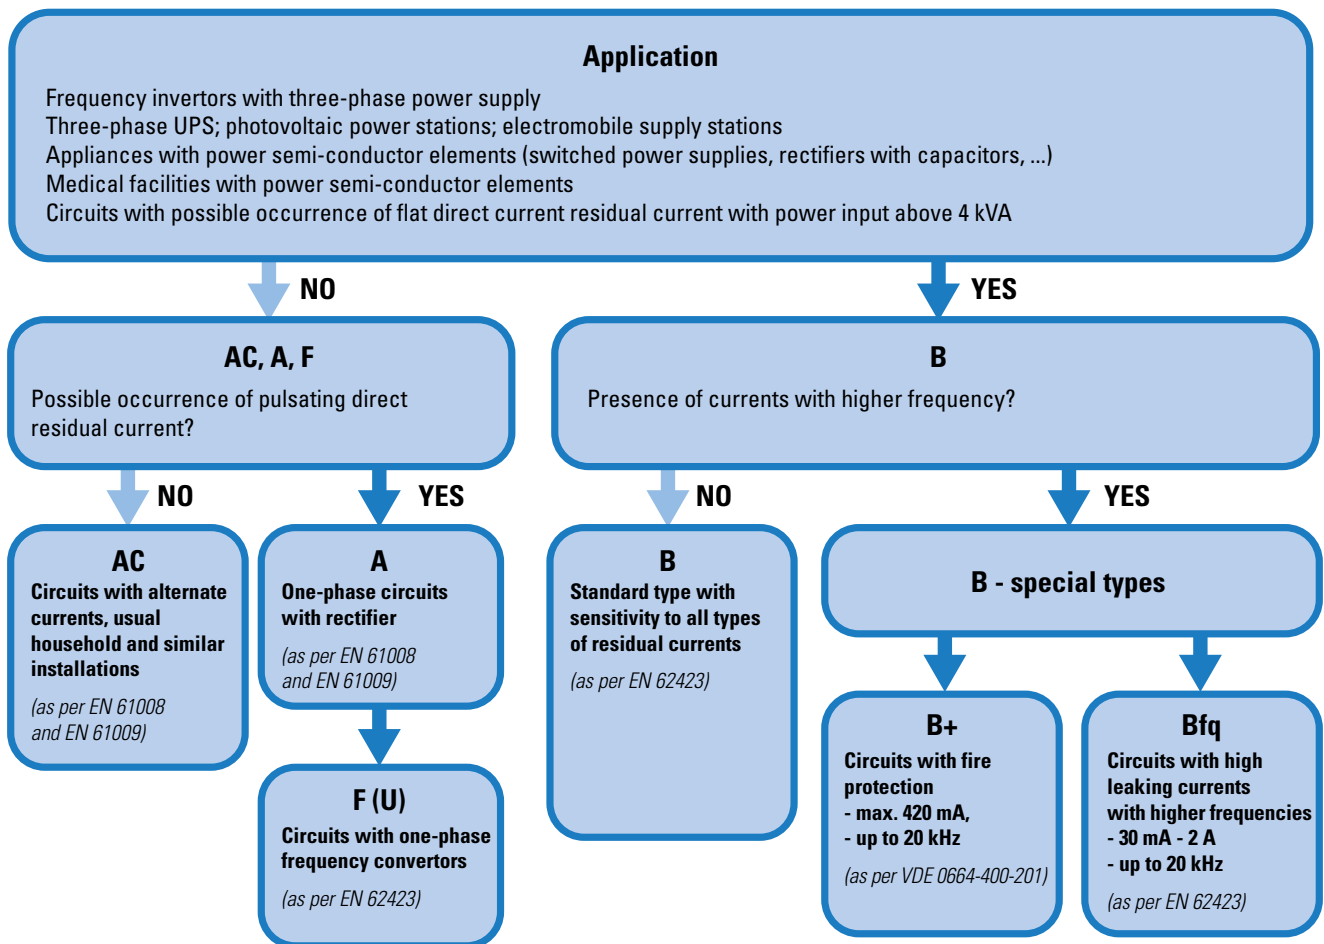 Application
Frequency invertors with three-phase power supply
Three-phase UPS; photovoltaic power stations; electromobile supply stations
Appliances with power semi-conductor elements (switched power supplies, rectifiers with capacitors, ...)
Medical facilities with power semi-conductor elements
Circuits with possible occurrence of flat direct current residual current with power input above 4 kVA
NO
YES
AC, A, F
Possible occurrence of pulsating direct
residual current?
B
Presence of currents with higher frequency?
NO
YES
NO
YES
AC
Circuits with alternate
currents, usual
household and similar
installations
(as per EN 61008
and EN 61009)
A
One-phase circuits
with rectifier
(as per EN 61008
and EN 61009)
F (U)
Circuits with one-phase
frequency convertors
(as per EN 62423)
B
Standard type with
sensitivity to all types
of residual currents
(as per EN 62423)
B - special types
B+
Circuits with fire
protection
- max. 420 mA,
- up to 20 kHz
(as per VDE 0664-400-201)
Bfq
Circuits with high
leaking currents
with higher frequencies
- 30 mA - 2 A
- up to 20 kHz
(as per EN 62423)